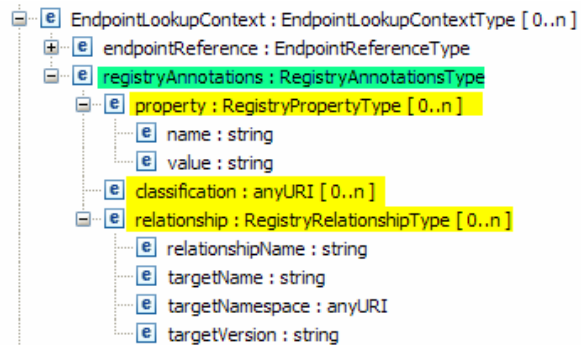 EndpointLookupContext : EndpointLookupContextType [ 0..n ]
endpointReference : EndpointReferenceType
registryAnnotations : RegistryAnnotationsType
property : RegistryPropertyType [ 0..n ]
name : string
value : string
classification : anyURI [ 0..n ]
relationship : RegistryRelationshipType [ 0..n ]
relationshipName : string
targetName : string
targetNamespace : anyURI
targetVersion : string